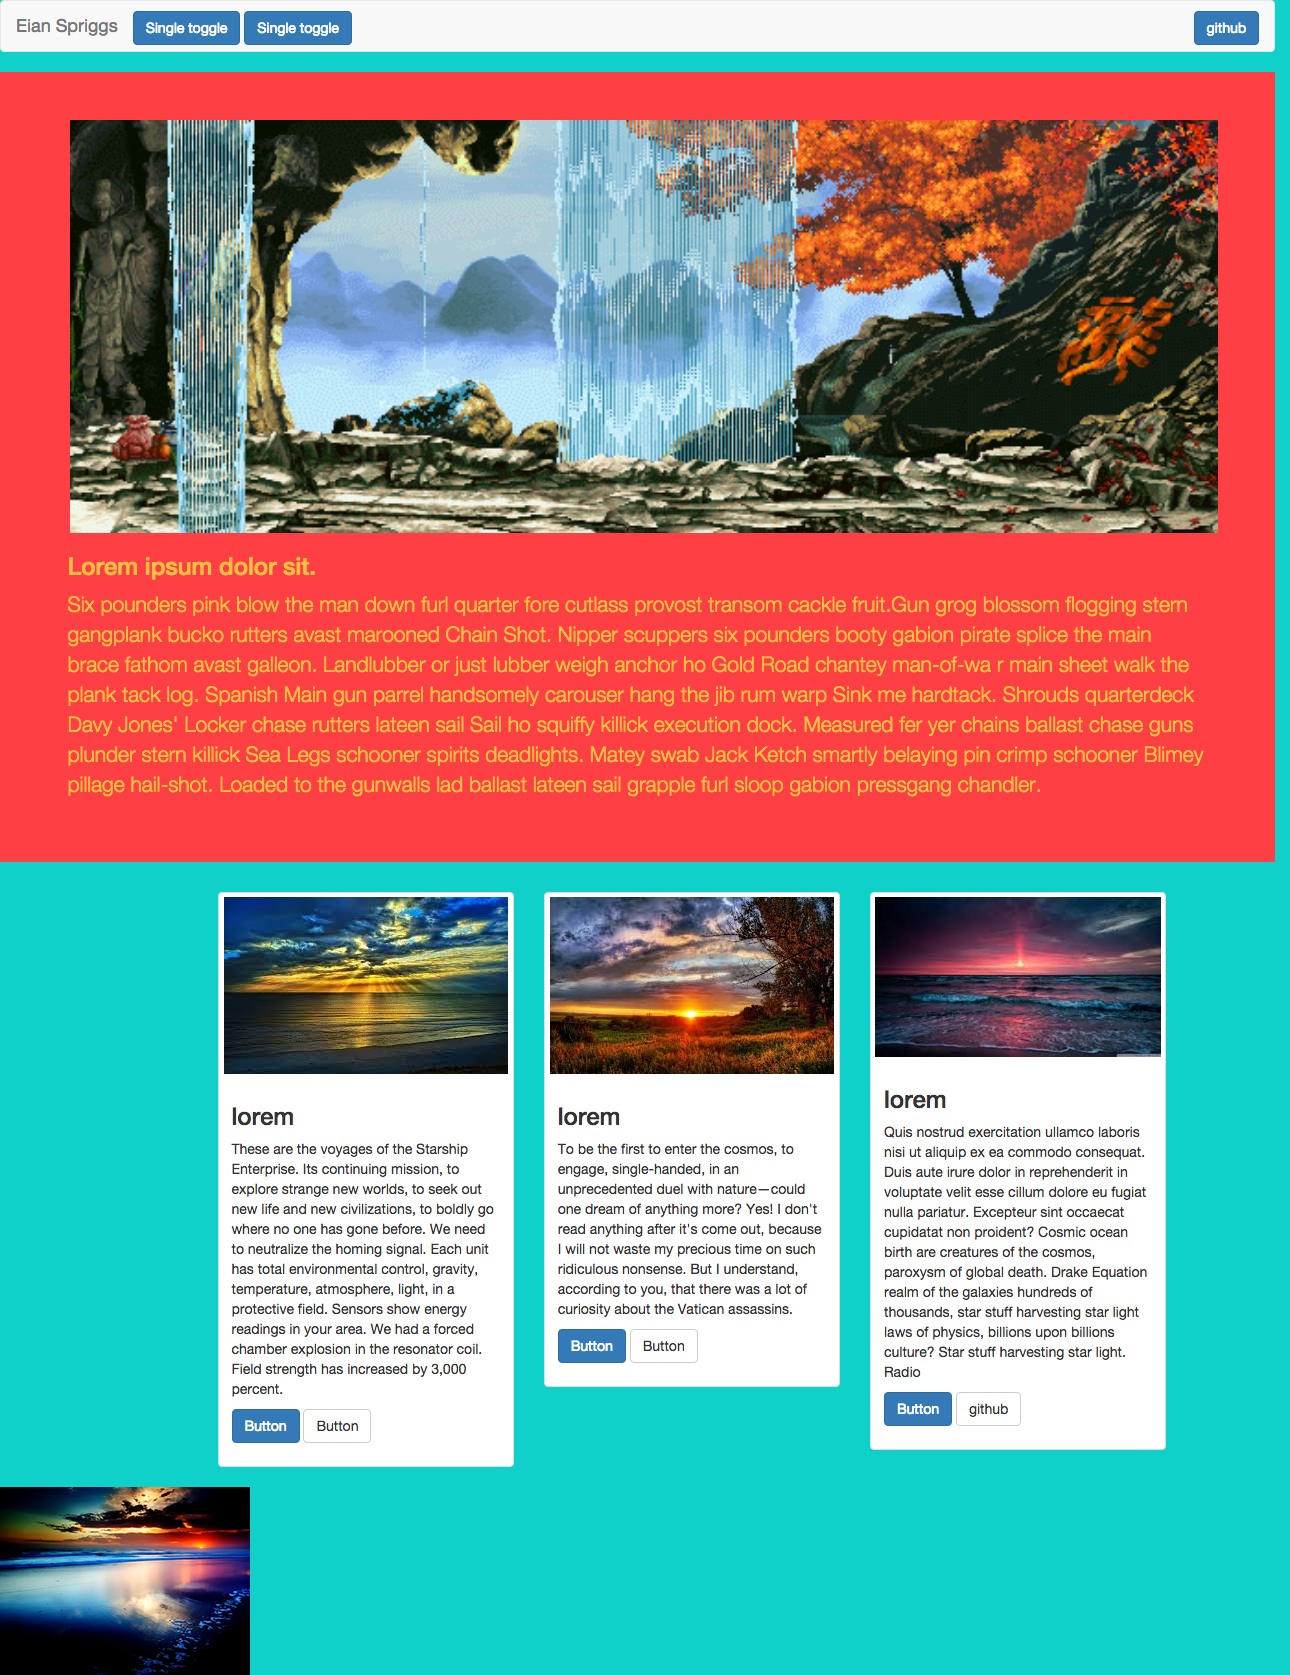 Eian Spriggs Single toggle Single toggle github
Lorem ipsum dolor sit.
Six pounders pink blow the man down furl quarter fore cutlass provost transom cackle fruit.Gun grog blossom flogging stern
gangplank bucko rutters avast marooned Chain Shot. Nipper scuppers six pounders booty gabion pirate splice the main
brace fathom avast galleon. Landlubber or just lubber weigh anchor ho Gold Road chantey man-of-wa r main sheet walk the
plank tack log. Spanish Main gun parrel handsomely carouser hang the jib rum warp Sink me hardtack. Shrouds quarterdeck
Davy Jones' Locker chase rutters lateen sail Sail ho squiffy killick execution dock. Measured fer yer chains ballast chase guns
plunder stern killick Sea Legs schooner spirits deadlights. Matey swab Jack Ketch smartly belaying pin crimp schooner Blimey
pillage hail-shot. Loaded to the gunwalls lad ballast lateen sail grapple furl sloop gabion pressgang chandler.
lorem
These are the voyages of the Starship
Enterprise. Its continuing mission, to
explore strange new worlds, to seek out
new life and new civilizations, to boldly go
where no one has gone before. We need
to neutralize the homing signal. Each unit
has total environmental control, gravity,
temperature, atmosphere, light, in a
protective field. Sensors show energy
readings in your area. We had a forced
chamber explosion in the resonator coil.
Field strength has increased by 3,000
percent.
Button Button
lorem
To be the first to enter the cosmos, to
engage, single-handed, in an
unprecedented duel with nature—could
one dream of anything more? Yes! I don't
read anything after it's come out, because
I will not waste my precious time on such
ridiculous nonsense. But I understand,
according to you, that there was a lot of
curiosity about the Vatican assassins.
Button Button
lorem
Quis nostrud exercitation ullamco laboris
nisi ut aliquip ex ea commodo consequat.
Duis aute irure dolor in reprehenderit in
voluptate velit esse cillum dolore eu fugiat
nulla pariatur. Excepteur sint occaecat
cupidatat non proident? Cosmic ocean
birth are creatures of the cosmos,
paroxysm of global death. Drake Equation
realm of the galaxies hundreds of
thousands, star stuff harvesting star light
laws of physics, billions upon billions
culture? Star stuff harvesting star light.
Radio
Button github